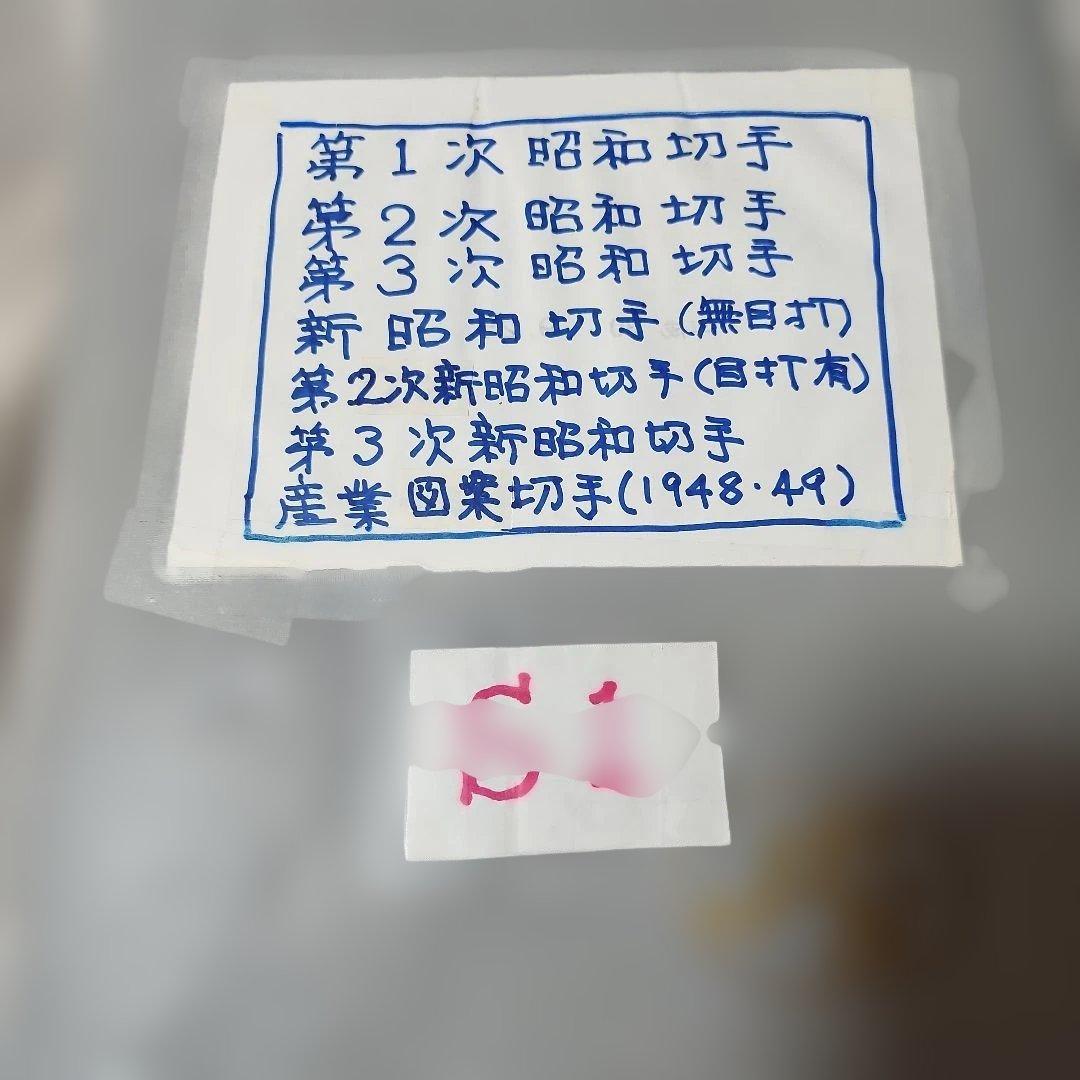 第1次昭和切手
第2次昭和切手
第3次昭和切手
新昭和切手(無目打)
第2次新昭和切手(目打有)
第3次新昭和切手
産業図案切手(1948.49)